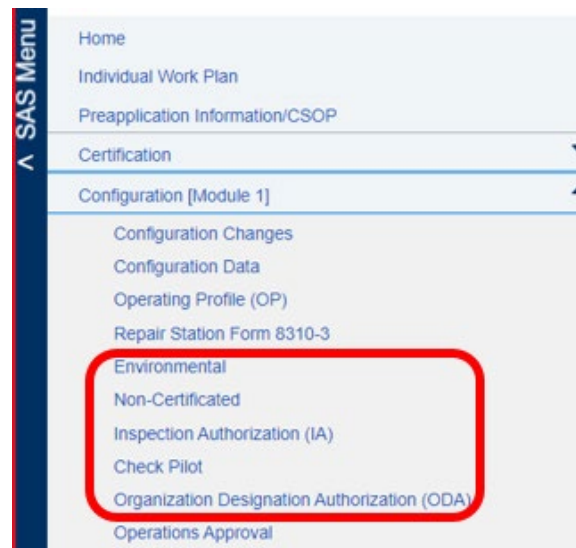 < SAS Menu
Home
Individual Work Plan
Preapplication Information/CSOP
Certification
Configuration [Module 1]
Configuration Changes
Configuration Data
Operating Profile (OP)
Repair Station Form 8310-3
Environmental
Non-Certificated
Inspection Authorization (IA)
Check Pilot
Organization Designation Authorization (ODA)
Operations Approval